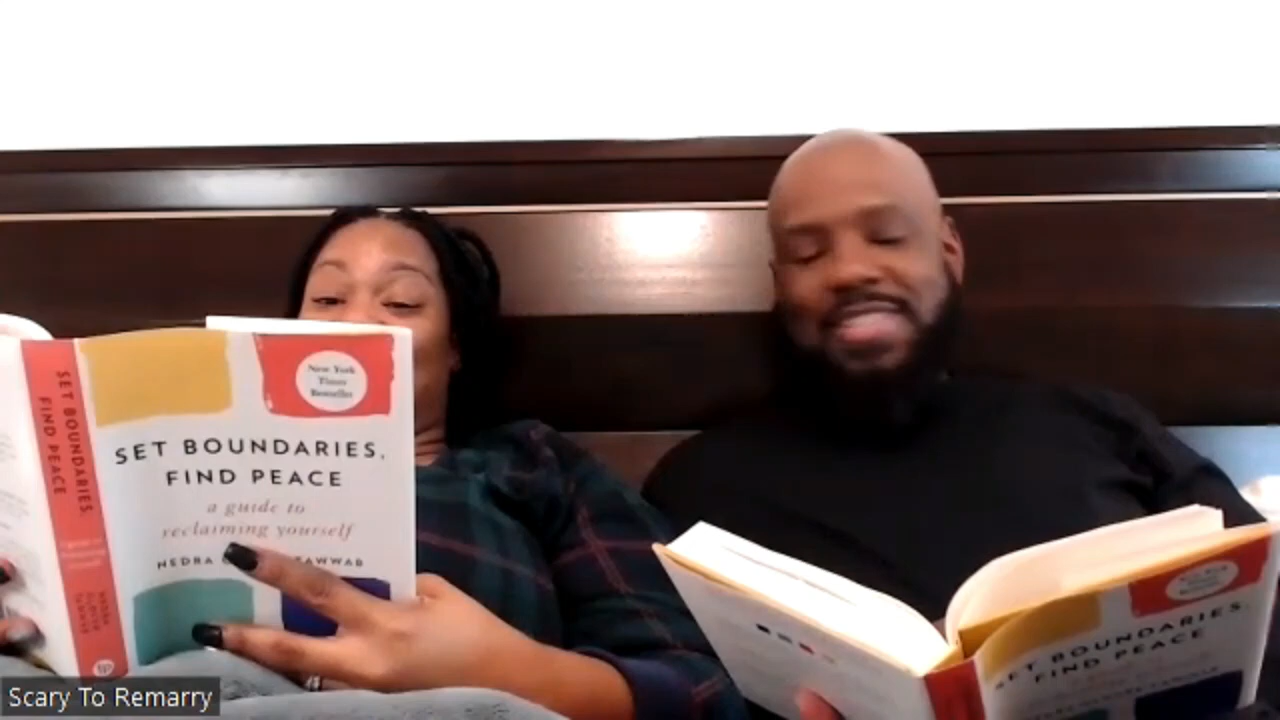 SET BOUNDARIES,
FIND PEACE
New York
Times
Bestseller
SET BOUNDARIES,
FIND PEACE
a guide to
reclaiming yourself
NEDRA TAWWAB
SET BOUNDARIES,
FIND PEACE
Scary To Remarry